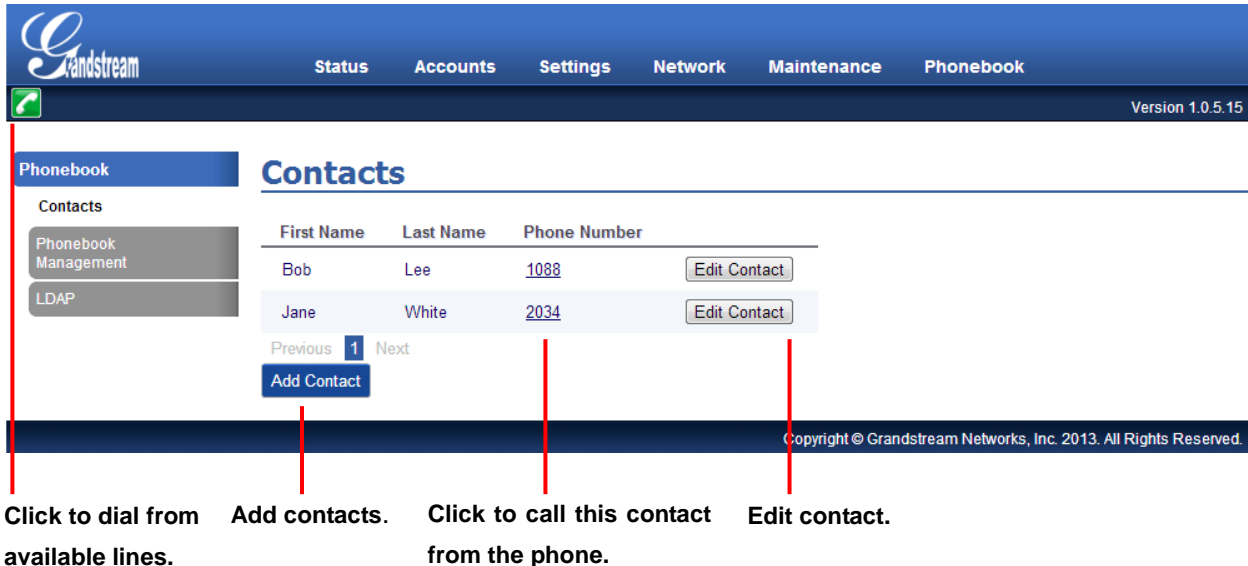 Grandstream
Status Accounts Settings Network Maintenance Phonebook
Version 1.0.5.15
Phonebook
Contacts
Phonebook
Management
LDAP
Contacts
First Name Last Name Phone Number
Bob Lee 1088 Edit Contact
Jane White 2034 Edit Contact
Previous 1 Next
Add Contact
Copyright © Grandstream Networks, Inc. 2013. All Rights Reserved.
Click to dial from
available lines.
Add contacts.
Click to call this contact
from the phone.
Edit contact.